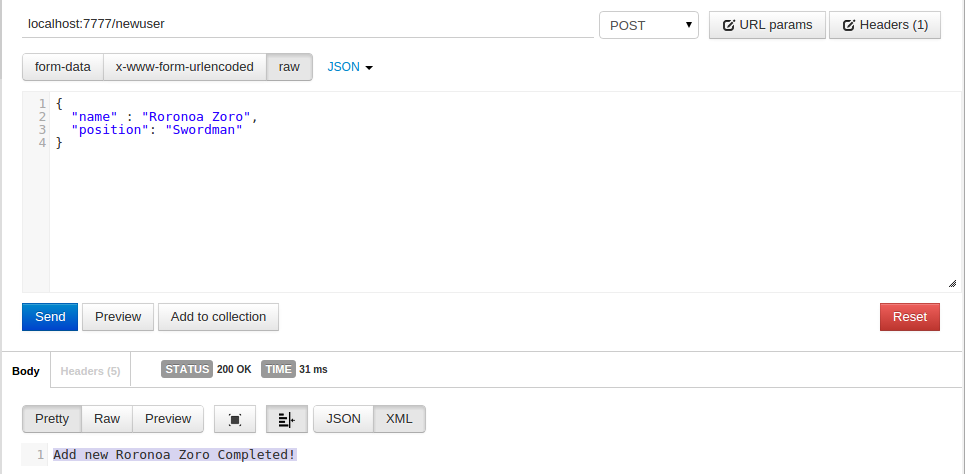 localhost:7777/newuser POST URL params Headers (1)
form-data x-www-form-urlencoded raw JSON
1 {
2 "name" : "Roronoa Zoro",
3 "position": "Swordman"
4 }
Send Preview Add to collection Reset
Body Headers (5) STATUS 200 OK TIME 31 ms
Pretty Raw Preview JSON XML
1 Add new Roronoa Zoro Completed!